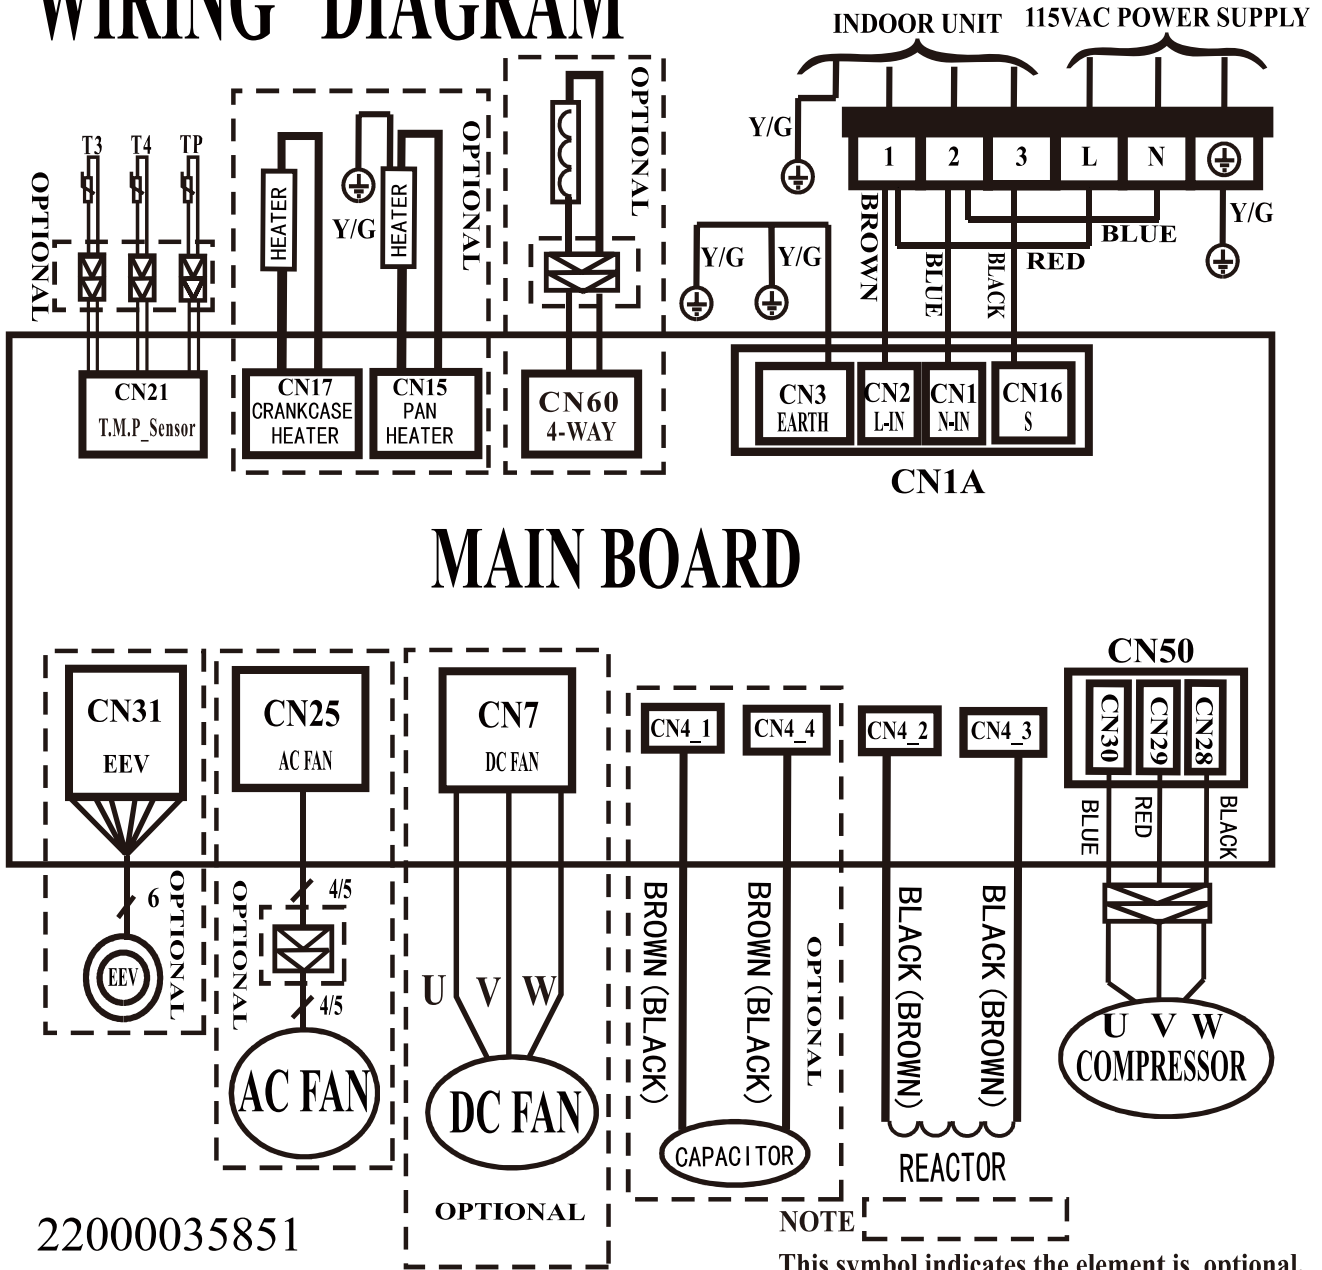 WIRING DIAGRAM
INDOOR UNIT
115VAC POWER SUPPLY
Y/G
1
2
3
L
N
Y/G
BROWN
BLUE
BLACK
RED
BLUE
T3
T4
TP
OPTIONAL
HEATER
Y/G
HEATER
OPTIONAL
OPTIONAL
Y/G
Y/G
CN21
T.M.P_Sensor
CN17
CRANKCASE
HEATER
CN15
PAN
HEATER
CN60
4-WAY
CN3
EARTH
CN2
L-IN
CN1
N-IN
CN16
S
CN1A
MAIN BOARD
CN31
EEV
CN25
AC FAN
CN7
DC FAN
CN4_1
CN4_4
CN4_2
CN4_3
CN50
CN30
CN29
CN28
BLUE
RED
BLACK
6
OPTIONAL
EEV
OPTIONAL
4/5
4/5
AC FAN
U
V
W
DC FAN
OPTIONAL
BROWN(BLACK)
BROWN(BLACK)
OPTIONAL
CAPACITOR
BLACK(BROWN)
BLACK(BROWN)
REACTOR
U V W
COMPRESSOR
22000035851
NOTE
This symbol indicates the element is optional.